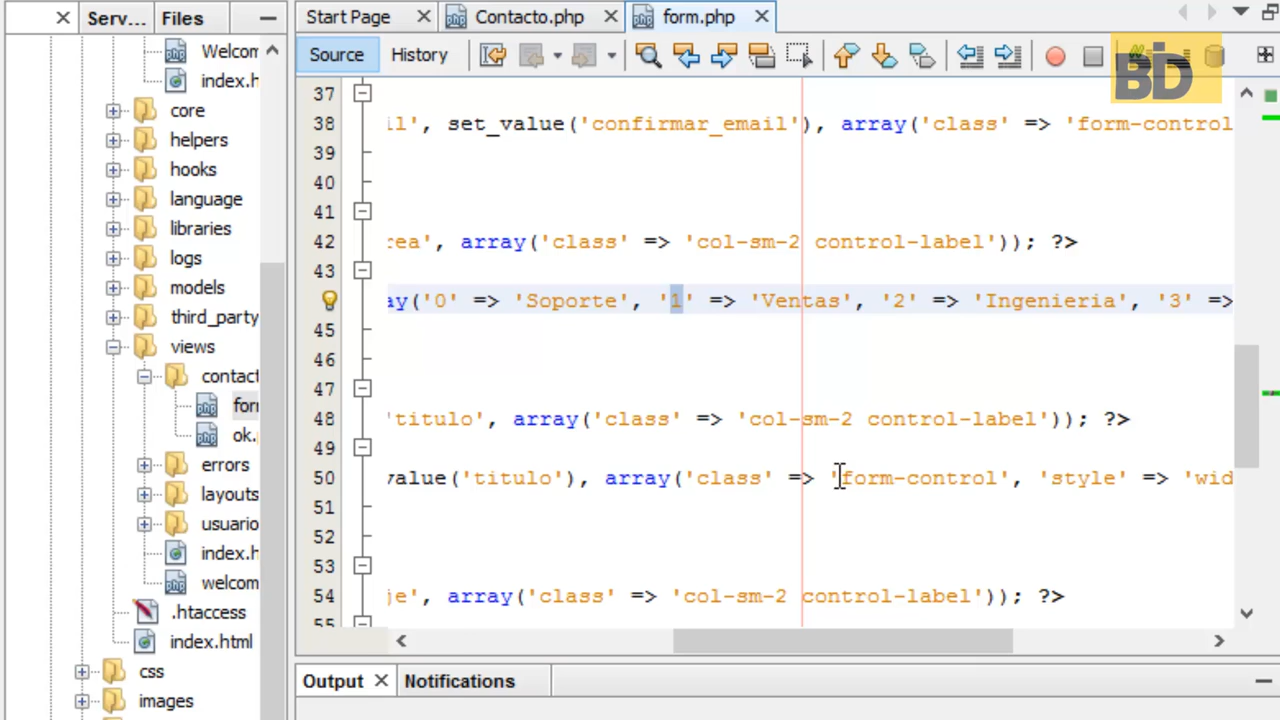 Serv... Files
Start Page Contacto.php form.php
Source History
BID
Welcom
index.h
core
helpers
hooks
language
libraries
logs
models
third_party
views
contact
for
ok.
errors
layouts
usuario
index.h
welcom
.htaccess
index.html
css
images
37
38 il', set_value('confirmar_email'), array('class' => 'form-control
39
40
41
42 rea', array('class' => 'col-sm-2 control-label')); ?>
43
ay('0' => 'Soporte', '1' => 'Ventas', '2' => 'Ingenieria', '3' =>
45
46
47
48 'titulo', array('class' => 'col-sm-2 control-label')); ?>
49
50 value('titulo'), array('class' => 'form-control', 'style' => 'wid
51
52
53
54 je', array('class' => 'col-sm-2 control-label')); ?>
55
Output Notifications